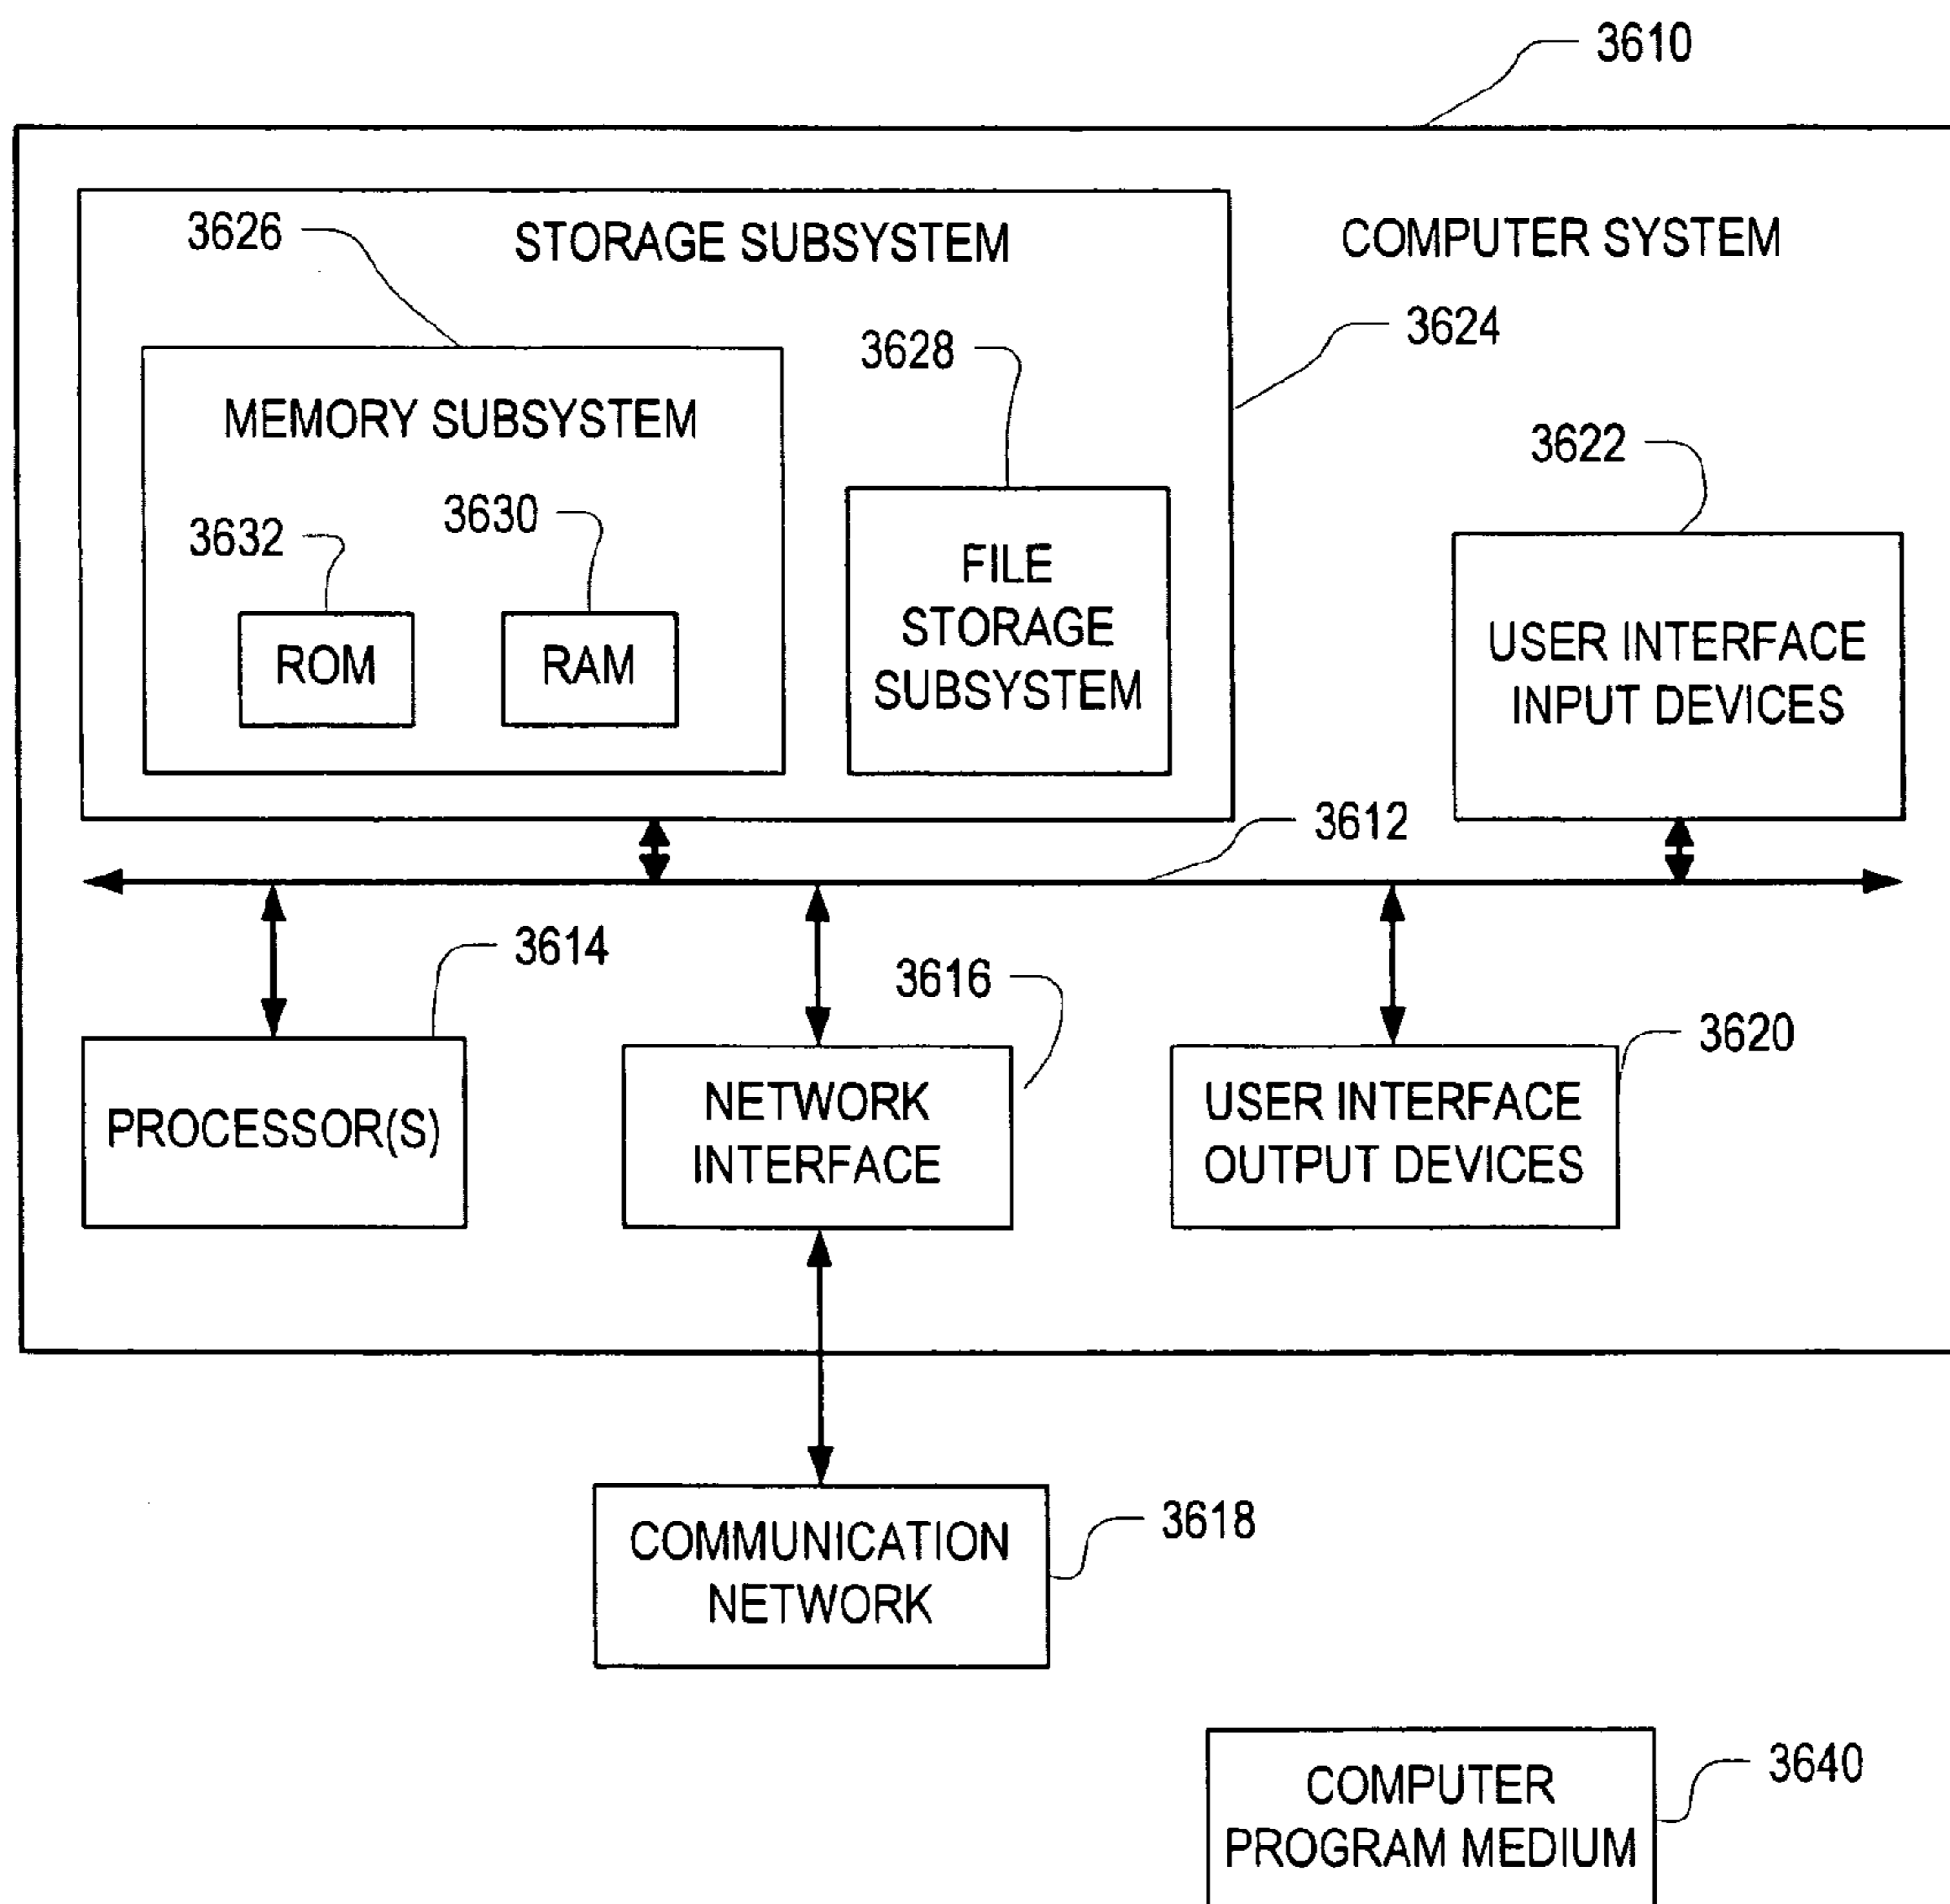 3610
3626
STORAGE SUBSYSTEM
COMPUTER SYSTEM
3624
3628
MEMORY SUBSYSTEM
3622
3632
3630
ROM
RAM
FILE
STORAGE
SUBSYSTEM
USER INTERFACE
INPUT DEVICES
3612
3614
3616
3620
PROCESSOR(S)
NETWORK
INTERFACE
USER INTERFACE
OUTPUT DEVICES
COMMUNICATION
NETWORK
3618
COMPUTER
PROGRAM MEDIUM
3640